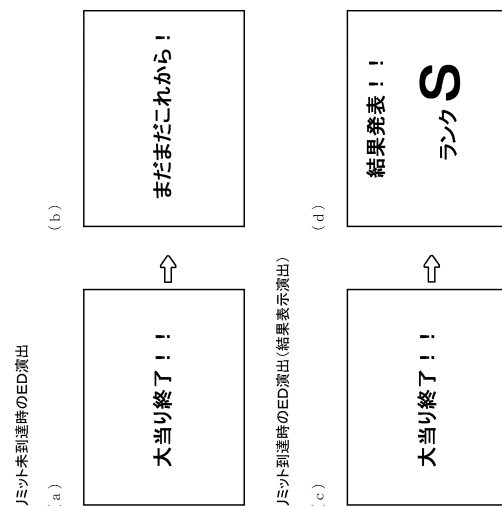 リミット未到達時のED演出
(a)
大当り終了！！
(b)
まだまだこれから！
リミット到達時のED演出(結果表示演出)
(c)
大当り終了！！
(d)
結果発表！！
ランクS